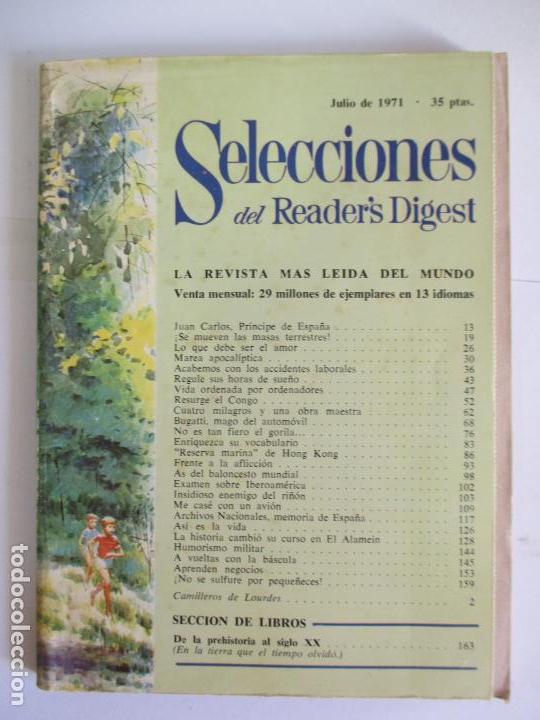 Julio de 1971 · 35 ptas.
Selecciones
del Reader's Digest
LA REVISTA MAS LEIDA DEL MUNDO
Venta mensual: 29 millones de ejemplares en 13 idiomas
Juan Carlos, Príncipe de España 13
¡Se mueven las masas terrestres! 19
Lo que debe ser el amor 26
Marea apocalíptica 30
Acabemos con los accidentes laborales 36
Regule sus horas de sueño 43
Vida ordenada por ordenadores 47
Resurge el Congo 52
Cuatro milagros y una obra maestra 62
Bugatti, mago del automóvil 68
No es tan fiero el gorila... 76
Enriquezca su vocabulario 83
"Reserva marina" de Hong Kong 86
Frente a la aflicción 93
As del baloncesto mundial 98
Examen sobre Iberoamérica 102
Insidioso enemigo del riñón 103
Me casé con un avión 109
Archivos Nacionales, memoria de España 117
Así es la vida 126
La historia cambió su curso en El Alamein 128
Humorismo militar 144
A vueltas con la báscula 145
Aprenden negocios 153
¡No se sulfure por pequeñeces! 159
Camilleros de Lourdes 2
SECCION DE LIBROS
De la prehistoria al siglo XX 163
(En la tierra que el tiempo olvidó.)
todocoleccion